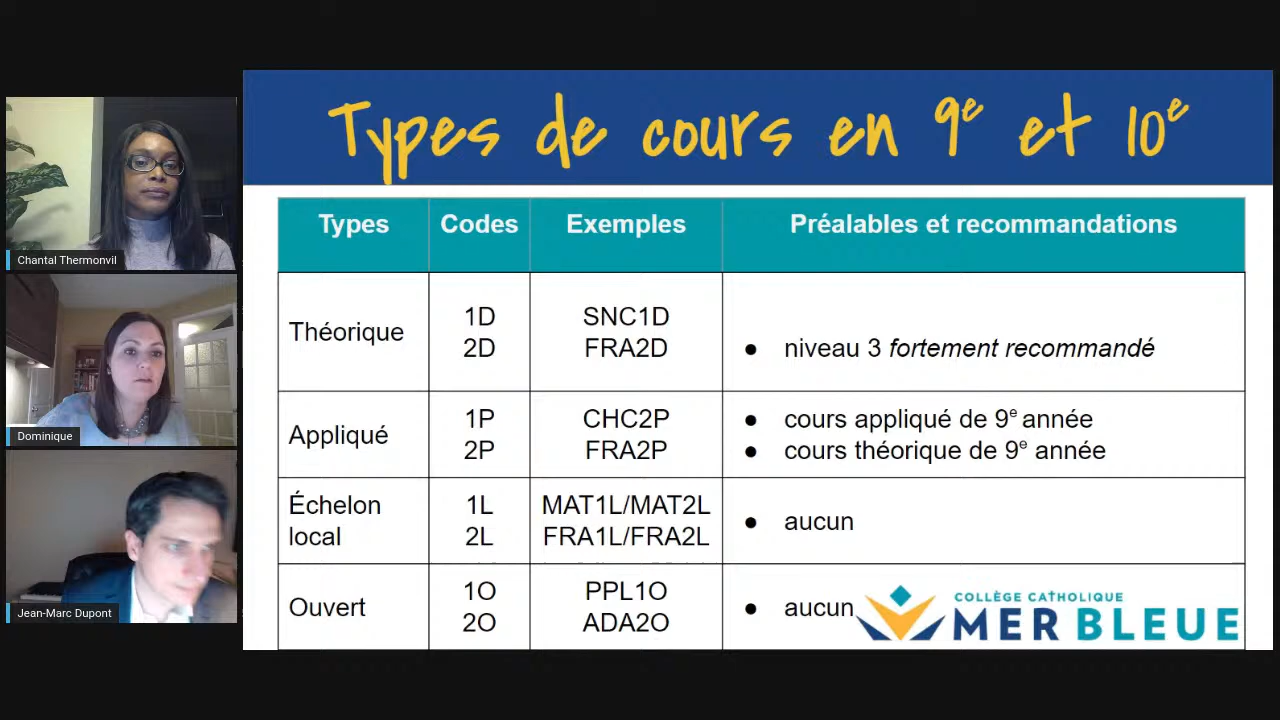 Types de cours en 9e et 10e
Types
Codes
Exemples
Préalables et recommandations
Théorique
1D
2D
SNC1D
FRA2D
● niveau 3 fortement recommandé
Appliqué
1P
2P
CHC2P
FRA2P
● cours appliqué de 9e année
● cours théorique de 9e année
Échelon
local
1L
2L
MAT1L/MAT2L
FRA1L/FRA2L
● aucun
Ouvert
1O
2O
PPL1O
ADA2O
● aucun
COLLÈGE CATHOLIQUE
MER BLEUE
Chantal Thermonvil
Dominique
Jean-Marc Dupont